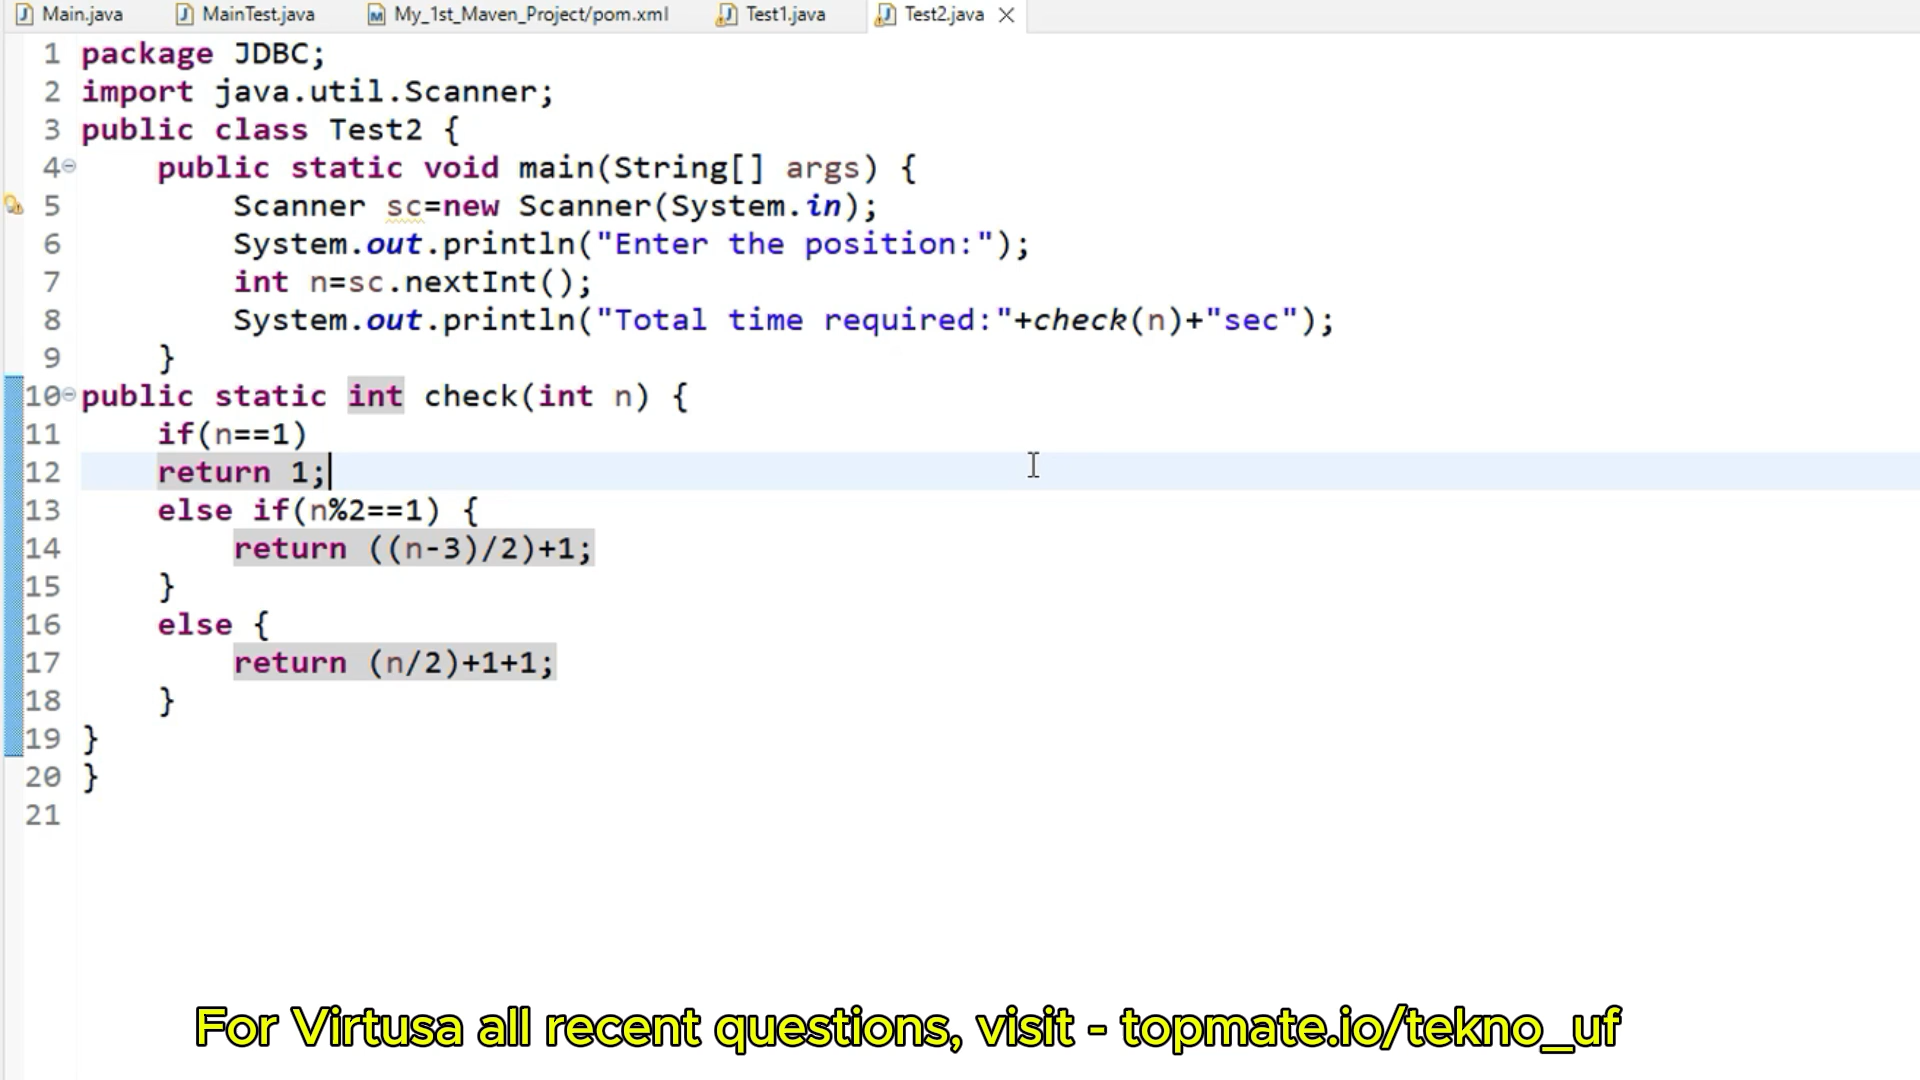 Main.java MainTest.java My_1st_Maven_Project/pom.xml Test1.java Test2.java
1 package JDBC;
2 import java.util.Scanner;
3 public class Test2 {
4 public static void main(String[] args) {
5 Scanner sc=new Scanner(System.in);
6 System.out.println("Enter the position:");
7 int n=sc.nextInt();
8 System.out.println("Total time required:"+check(n)+"sec");
9 }
10 public static int check(int n) {
11 if(n==1)
12 return 1;
13 else if(n%2==1) {
14 return ((n-3)/2)+1;
15 }
16 else {
17 return (n/2)+1+1;
18 }
19 }
20 }
21
For Virtusa all recent questions, visit - topmate.io/tekno_uf